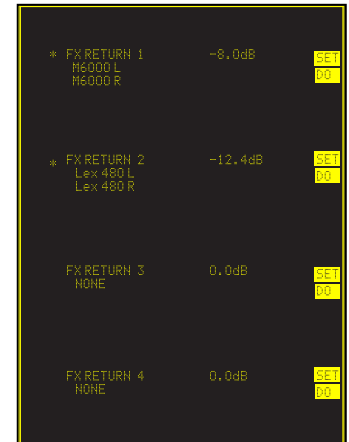 * FX RETURN 1 -8.0dB SET
M6000 L
M6000 R DO
* FX RETURN 2 -12.4dB SET
Lex 480 L DO
Lex 480 R
FX RETURN 3 0.0dB SET
NONE DO
FX RETURN 4 0.0dB SET
NONE DO